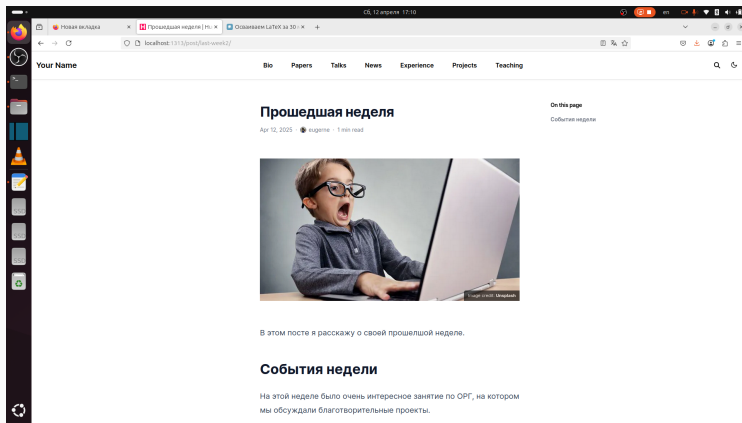 Сб, 12 апреля 17:10
en
Новая вкладка
Прошедшая неделя | Hu
Осваиваем LaTeX за 30
localhost:1313/post/last-week2/
Your Name
Bio Papers Talks News Experience Projects Teaching
Прошедшая неделя
Apr 12, 2025 · eugerne · 1 min read
On this page
События недели
Image credit: Unsplash
В этом посте я расскажу о своей прошелшой неделе.
События недели
На этой неделе было очень интересное занятие по ОРГ, на котором
мы обсуждали благотворительные проекты.